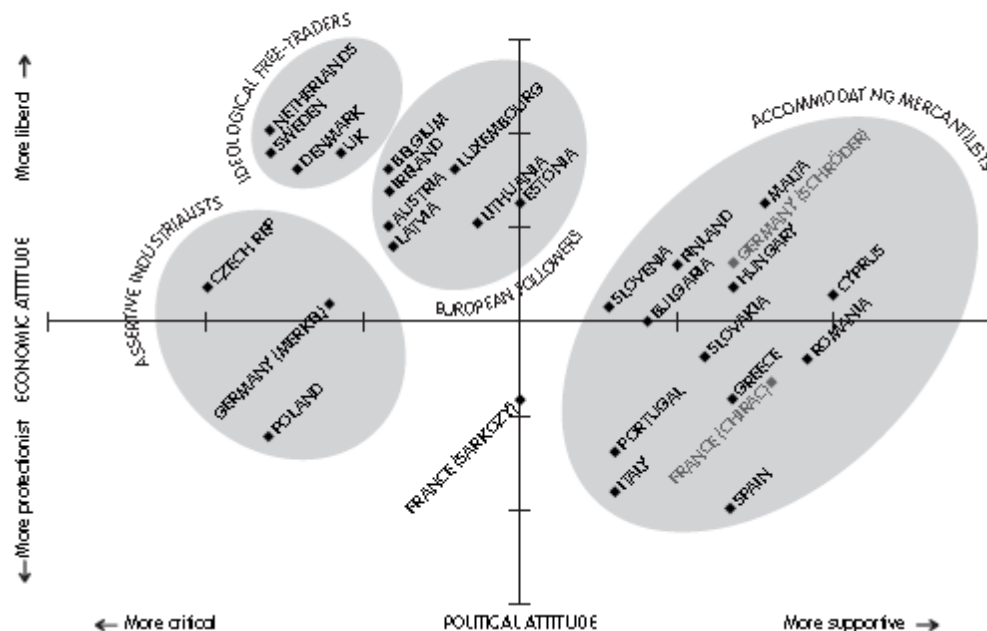 IDEOLOGICAL FREE-TRADERS
NETHERLANDS
SWEDEN
DENMARK
UK
BELGIUM
IRELAND
AUSTRIA
LATVIA
LUXEMBOURG
LITHUANIA
ESTONIA
EUROPEAN FOLLOWERS
ACCOMMODATING MERCANTILISTS
MALTA
GERMANY (SCHRÖDER)
FINLAND
HUNGARY
SLOVENIA
BULGARIA
CYPRUS
SLOVAKIA
ROMANIA
GREECE
FRANCE (CHIRAC)
PORTUGAL
ITALY
SPAIN
ASSERTIVE INDUSTRIALISTS
CZECH REP
GERMANY (MERKEL)
POLAND
FRANCE (SARKOZY)
More liberal
ECONOMIC ATTITUDE
More protectionist
More critical
POLITICAL ATTITUDE
More supportive